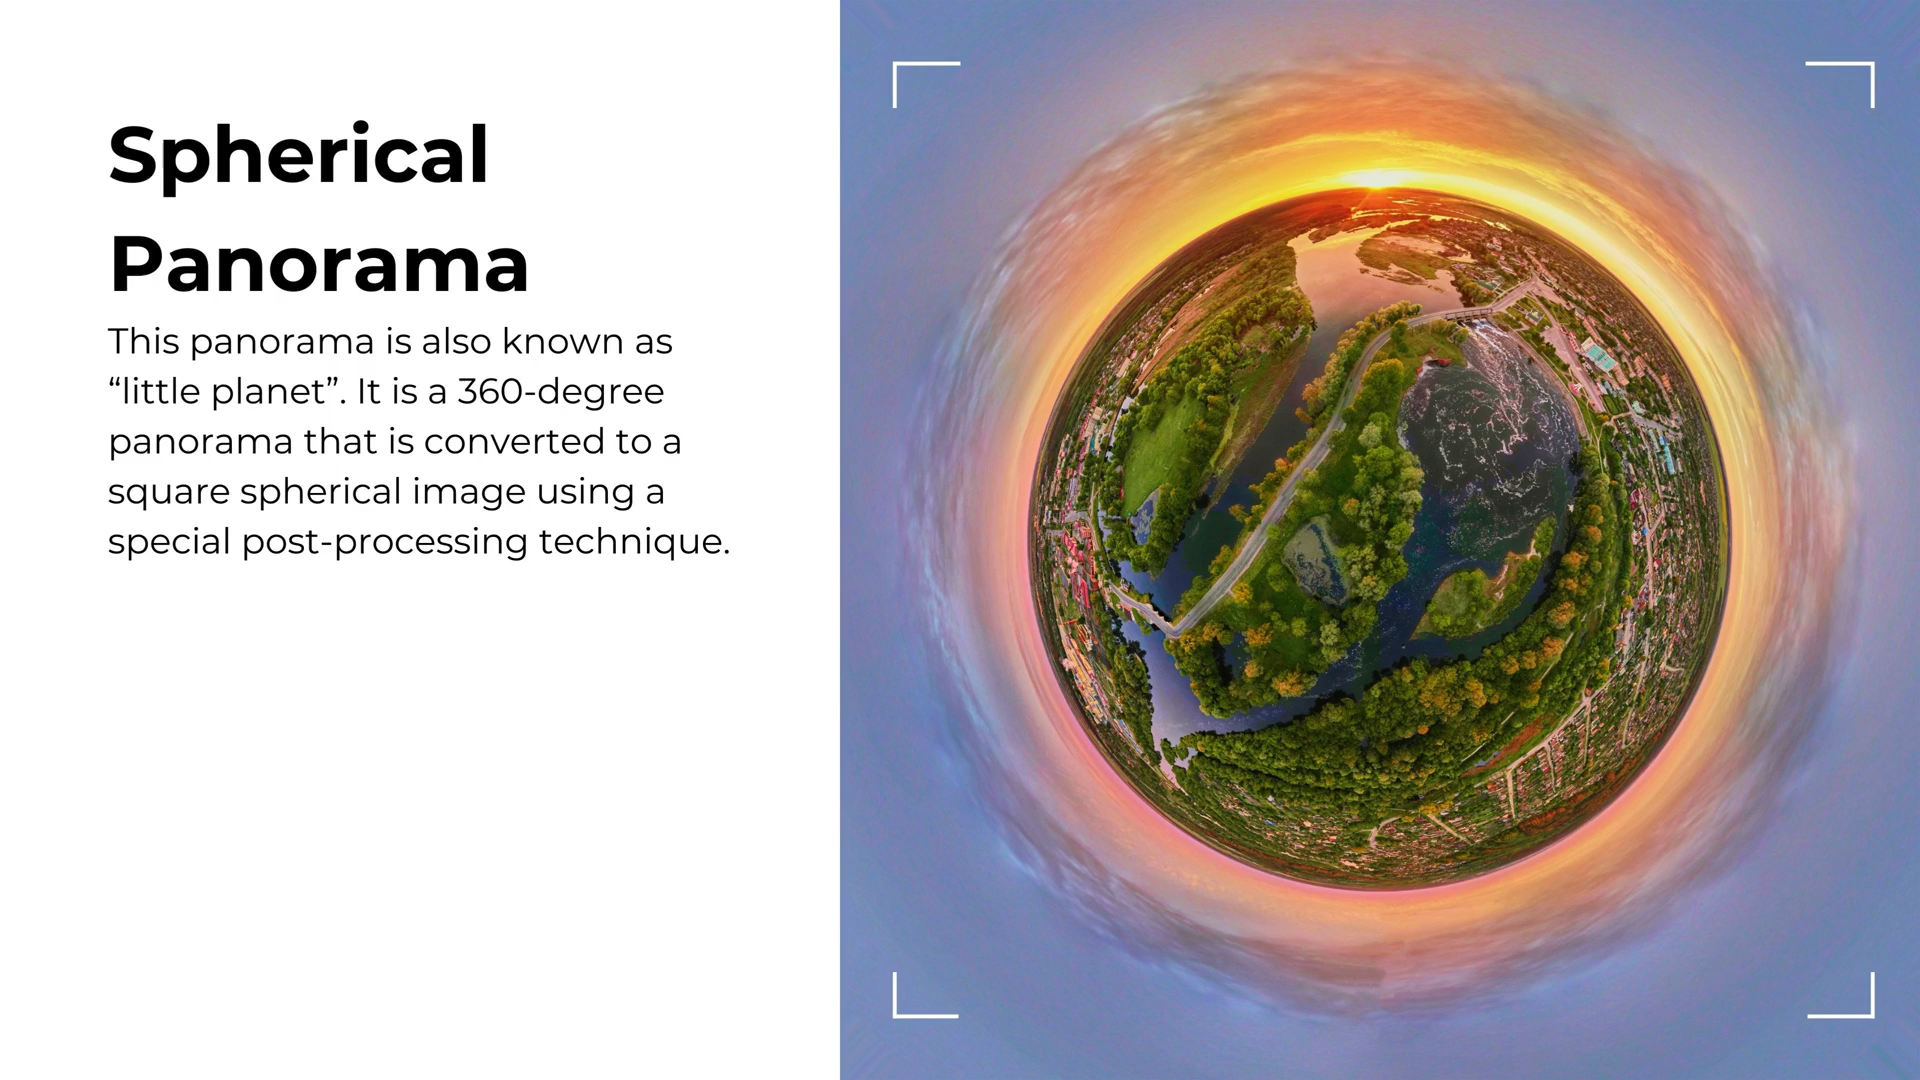 Spherical
Panorama
This panorama is also known as
“little planet”. It is a 360-degree
panorama that is converted to a
square spherical image using a
special post-processing technique.